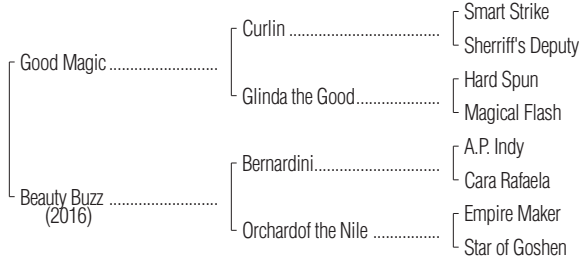 Smart Strike
Curlin
Sherriff's Deputy
Good Magic
Hard Spun
Glinda the Good
Magical Flash
A.P. Indy
Bernardini
Cara Rafaela
Beauty Buzz
(2016)
Empire Maker
Orchardof the Nile
Star of Goshen